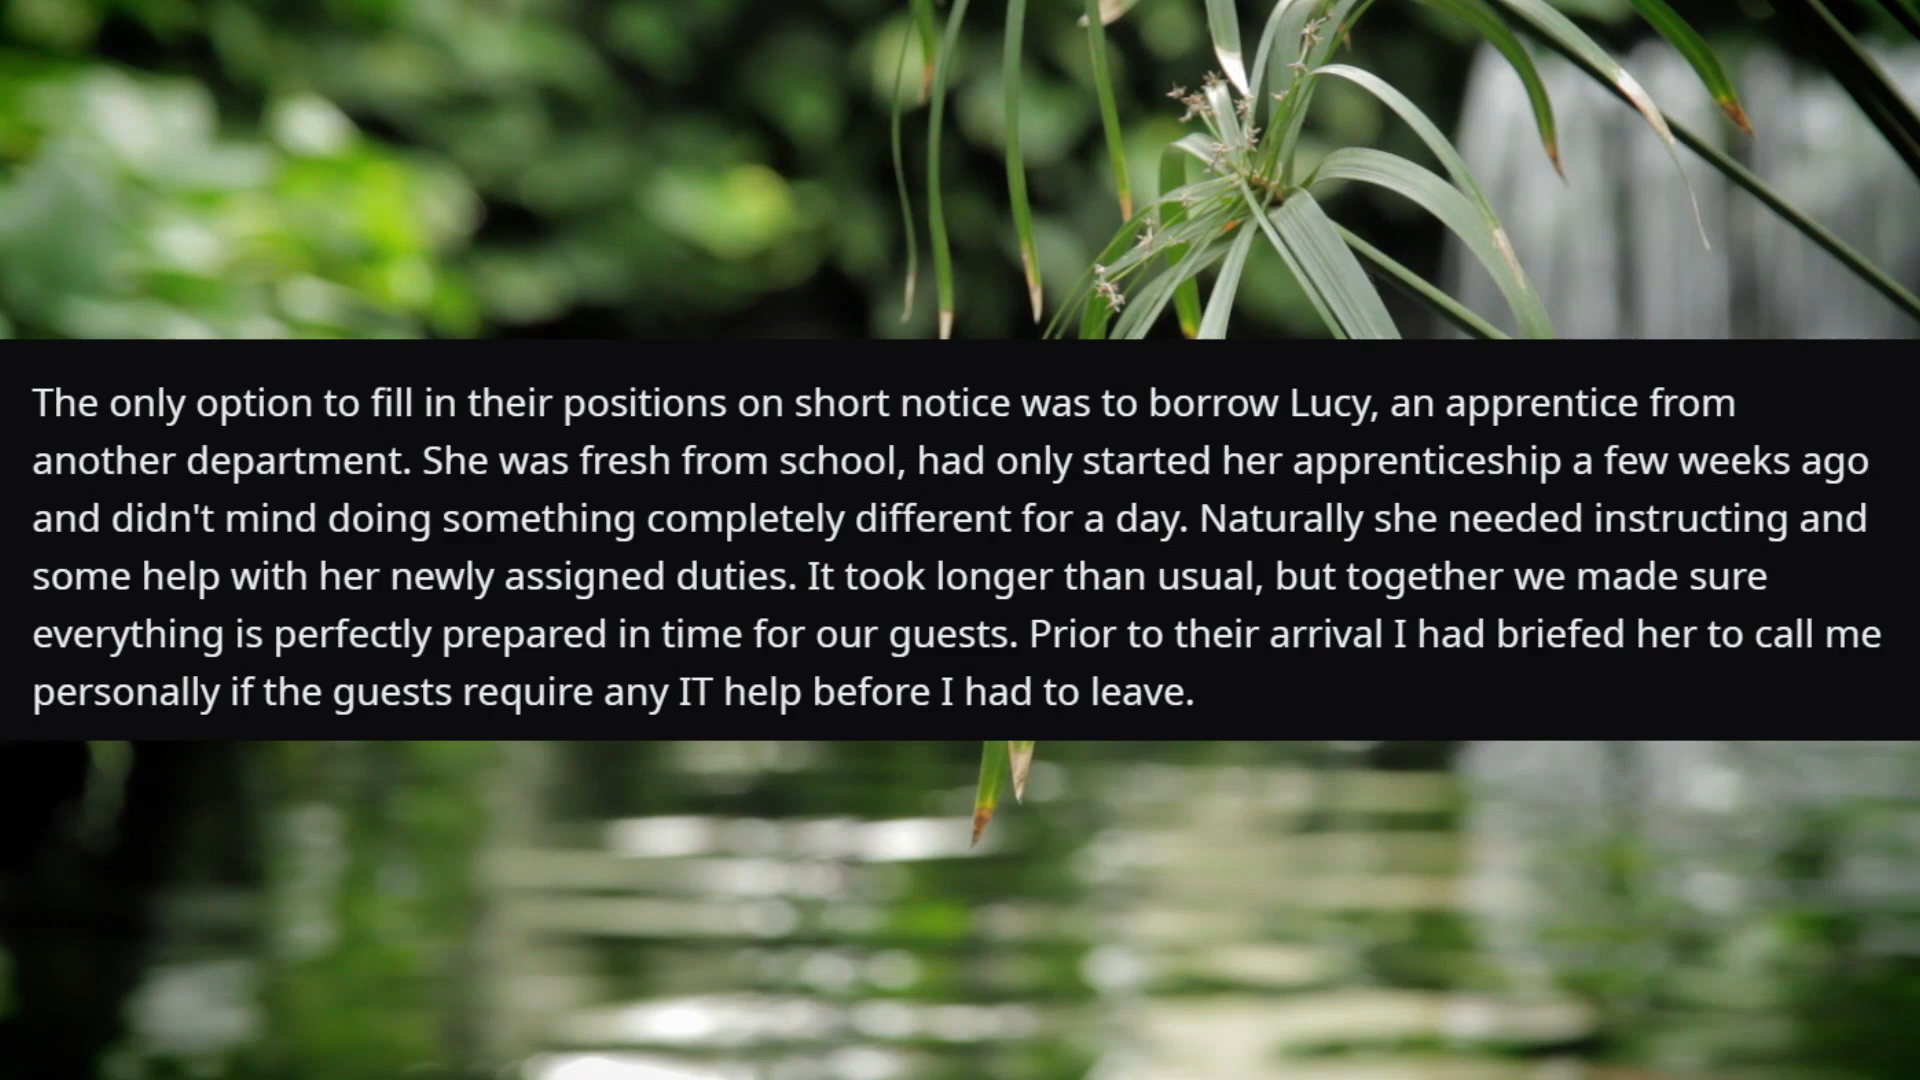 The only option to fill in their positions on short notice was to borrow Lucy, an apprentice from
another department. She was fresh from school, had only started her apprenticeship a few weeks ago
and didn't mind doing something completely different for a day. Naturally she needed instructing and
some help with her newly assigned duties. It took longer than usual, but together we made sure
everything is perfectly prepared in time for our guests. Prior to their arrival I had briefed her to call me
personally if the guests require any IT help before I had to leave.